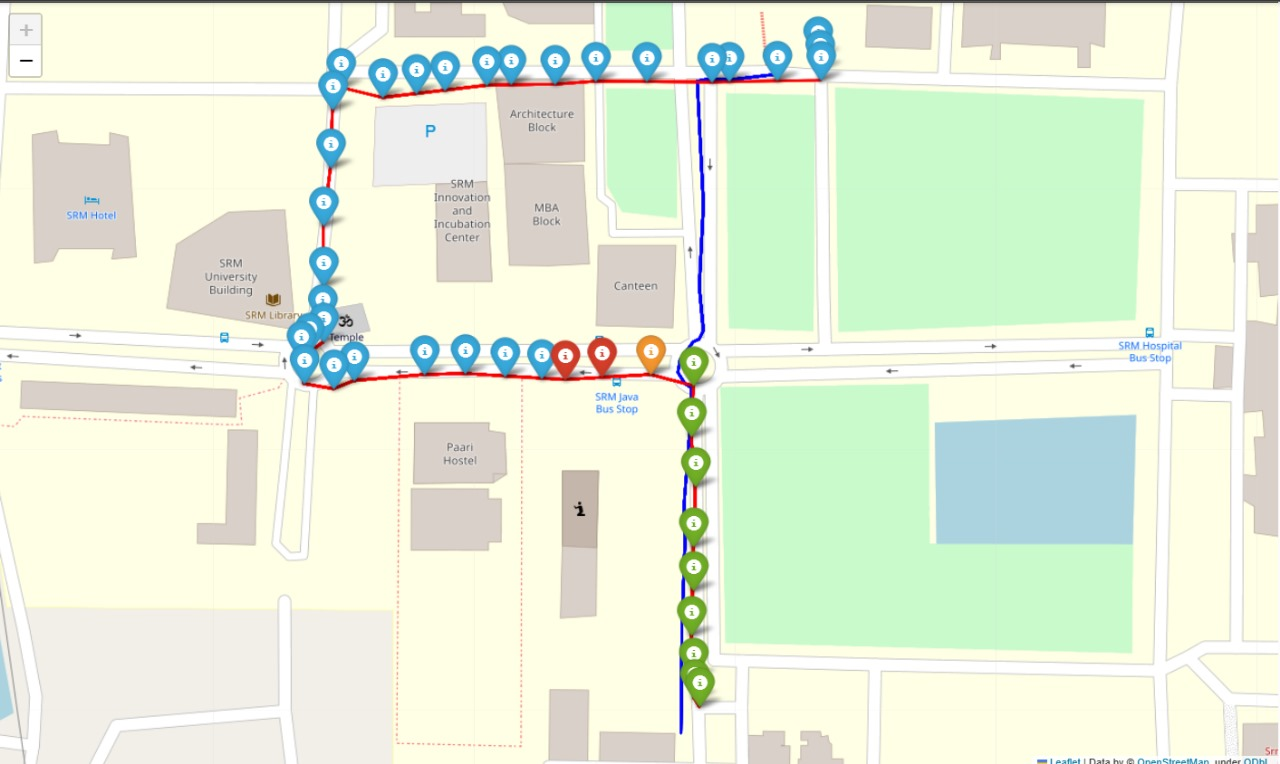 +
−
P
Architecture
Block
SRM
Innovation
and
Incubation
Center
MBA
Block
SRM Hotel
SRM
University
Building
SRM Library
Temple
Canteen
SRM Hospital
Bus Stop
SRM Java
Bus Stop
Paari
Hostel
Leaflet | Data by © OpenStreetMap, under ODbL